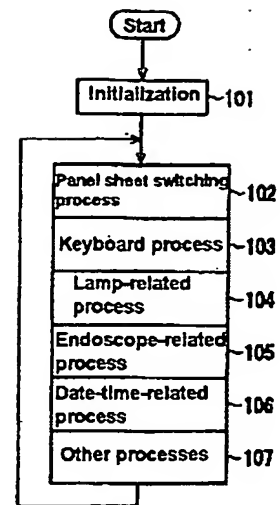 Start
Initialization
101
Panel sheet switching
process
102
Keyboard process
103
Lamp-related
process
104
Endoscope-related
process
105
Date-time-related
process
106
Other processes
107